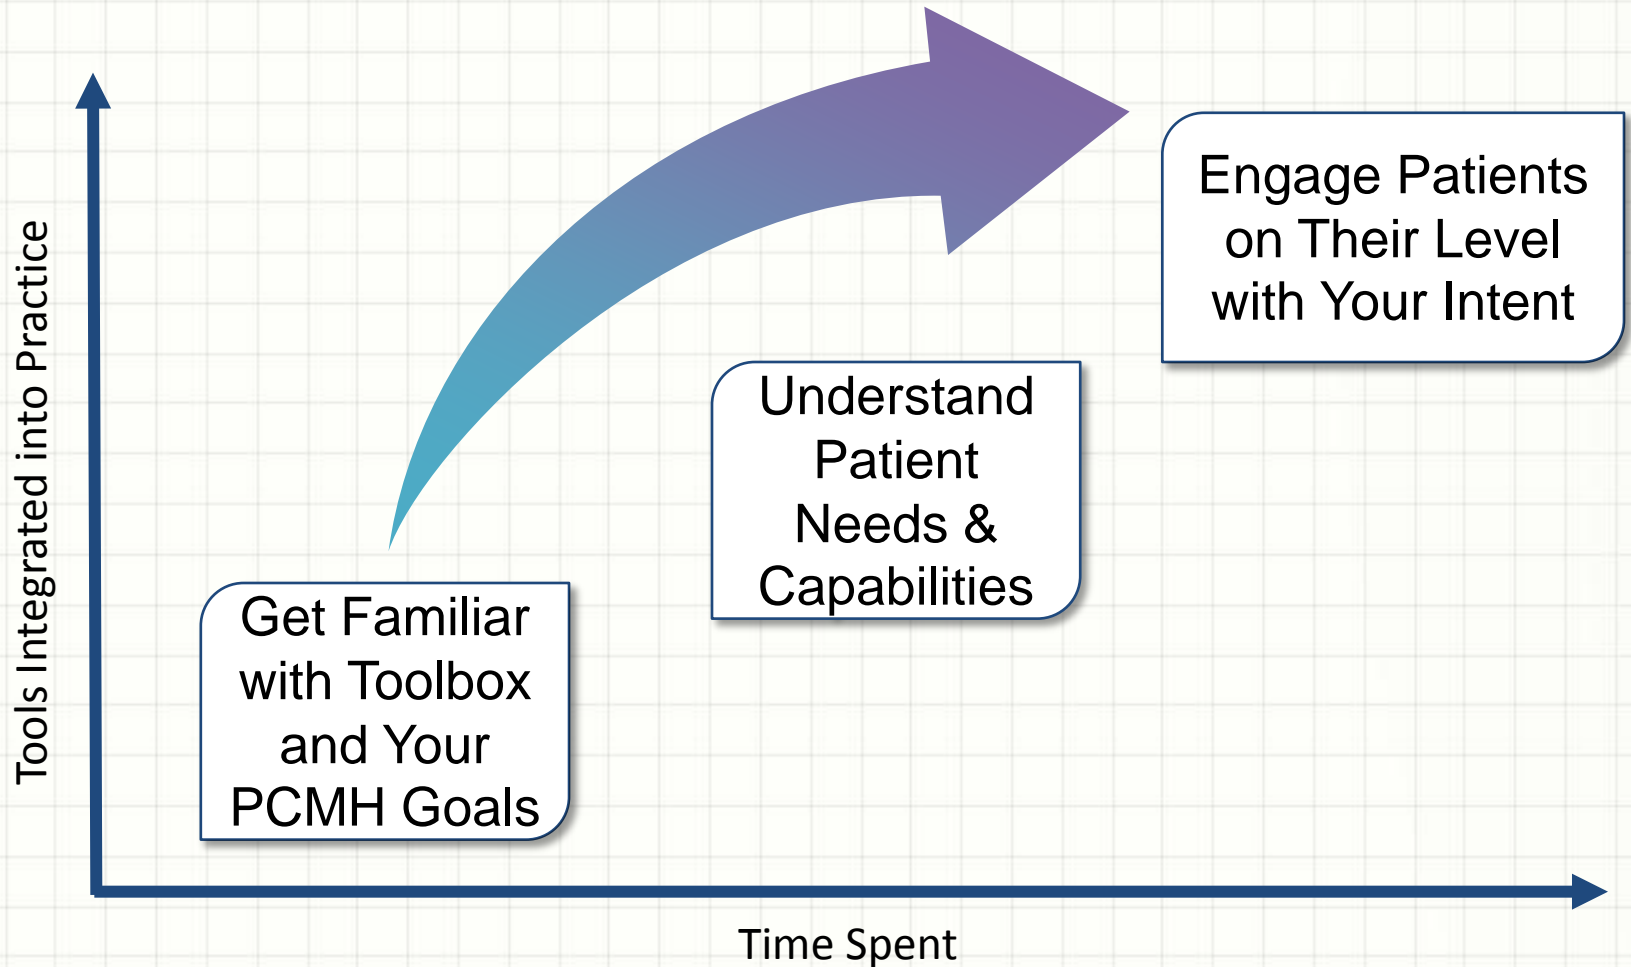 Tools Integrated into Practice
Engage Patients
on Their Level
with Your Intent
Understand
Patient
Needs &
Capabilities
Get Familiar
with Toolbox
and Your
PCMH Goals
Time Spent